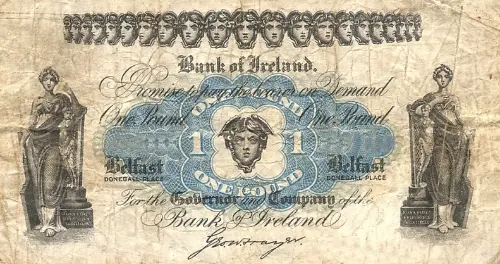 Bank of Ireland.
Promise to pay the bearer on Demand
One Pound ONE POUND One Pound
1 1
Belfast Belfast
DONEGALL PLACE DONEGALL PLACE
ONE POUND
For the Governor and Company of the
Bank of Ireland